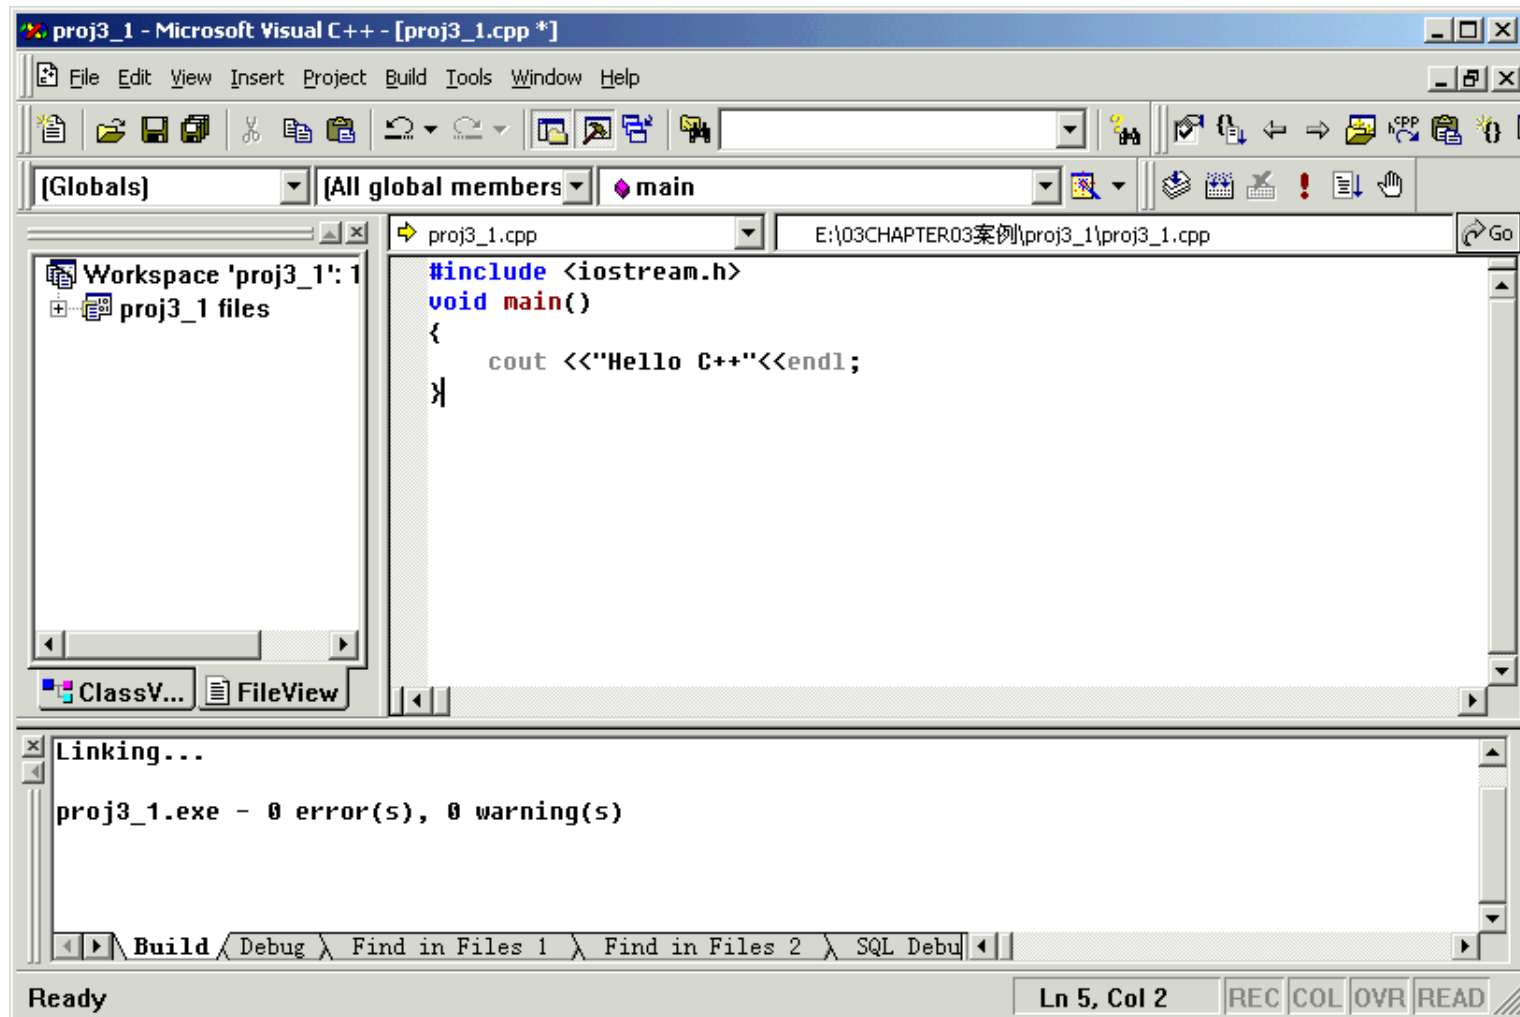 proj3_1 - Microsoft Visual C++ - [proj3_1.cpp *]
File Edit View Insert Project Build Tools Window Help
(Globals) (All global members main
proj3_1.cpp E:\03CHAPTER03案例\proj3_1\proj3_1.cpp Go
Workspace 'proj3_1': 1
proj3_1 files
#include <iostream.h>
void main()
{
cout <<"Hello C++"<<endl;
}
ClassV... FileView
Linking...
proj3_1.exe - 0 error(s), 0 warning(s)
Build Debug Find in Files 1 Find in Files 2 SQL Debu
Ready Ln 5, Col 2 REC COL OVR READ